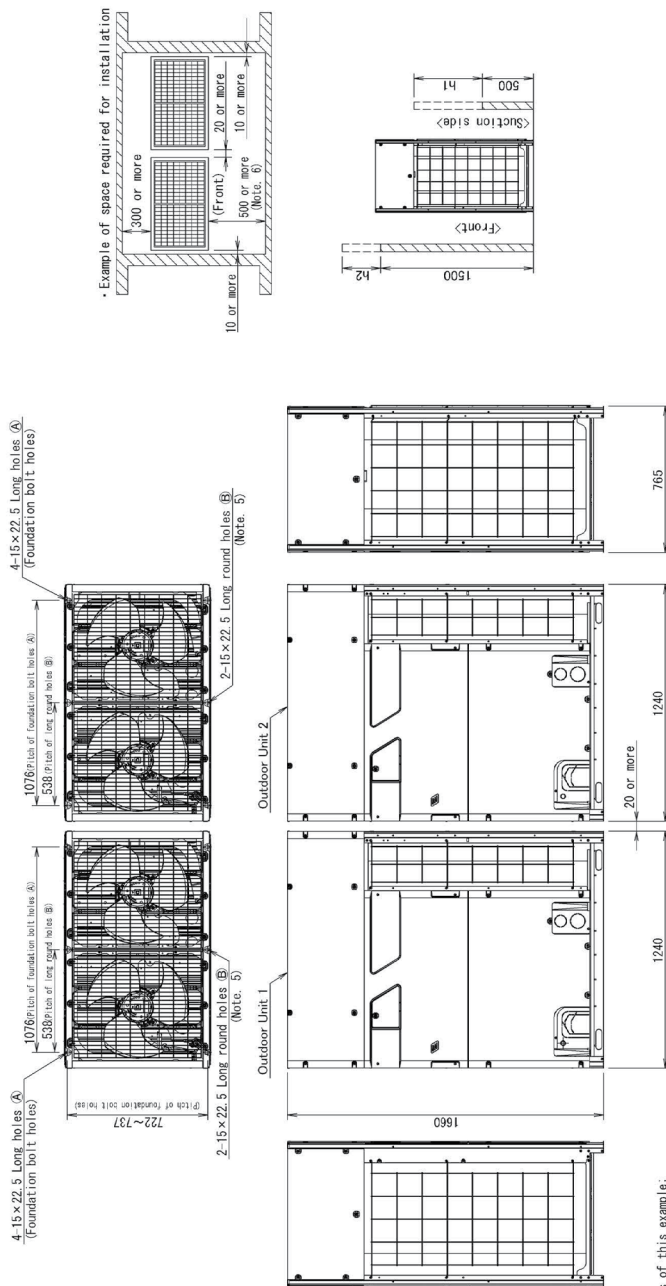 4-15×22.5 Long holes Ⓐ
(Foundation bolt holes)
1076(Pitch of foundation bolt holes (A))
538(Pitch of long round holes (B))
722~737
(Pitch of foundation bolt holes)
2-15×22.5 Long round holes Ⓑ
(Note. 5)
1076(Pitch of foundation bolt holes (A))
538(Pitch of long round holes (B))
4-15×22.5 Long holes Ⓐ
(Foundation bolt holes)
2-15×22.5 Long round holes Ⓑ
(Note. 5)
Outdoor Unit 1
Outdoor Unit 2
1660
1240
20 or more
1240
765
・Example of space required for installation
300 or more
(Front)
500 or more
(Note. 6)
20 or more
10 or more
10 or more
h2
1500
<Front>
<Suction side>
h1
500
of this example: